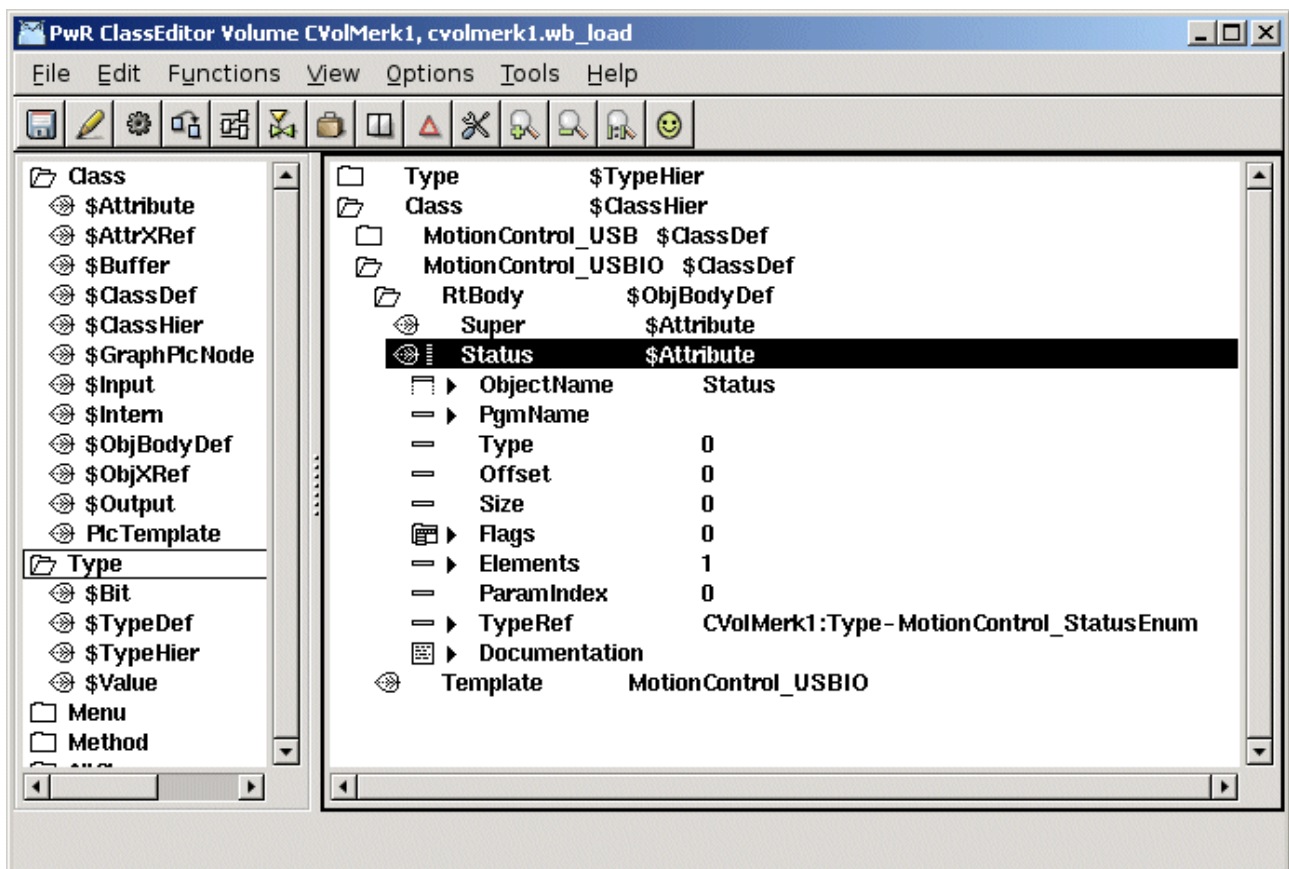 PwR ClassEditor Volume CVolMerk1, cvolmerk1.wb_load
File Edit Functions View Options Tools Help
Class
$Attribute
$AttrXRef
$Buffer
$ClassDef
$ClassHier
$GraphPlcNode
$Input
$Intern
$ObjBodyDef
$ObjXRef
$Output
PlcTemplate
Type
$Bit
$TypeDef
$TypeHier
$Value
Menu
Method
Type $TypeHier
Class $ClassHier
MotionControl_USB $ClassDef
MotionControl_USBIO $ClassDef
RtBody $ObjBodyDef
Super $Attribute
Status $Attribute
ObjectName Status
PgmName
Type 0
Offset 0
Size 0
Flags 0
Elements 1
ParamIndex 0
TypeRef CVolMerk1:Type-MotionControl_StatusEnum
Documentation
Template MotionControl_USBIO